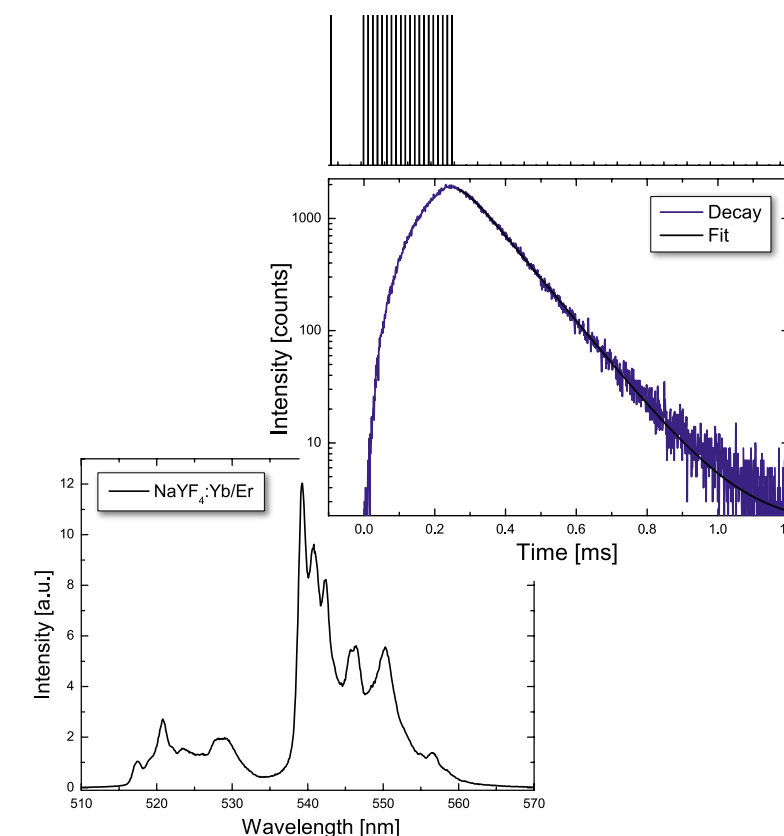 1000
100
10
Intensity [counts]
Decay
Fit
0.0 0.2 0.4 0.6 0.8 1.0
Time [ms]
NaYF₄:Yb/Er
12
10
8
6
4
2
0
Intensity [a.u.]
510 520 530 540 550 560 570
Wavelength [nm]